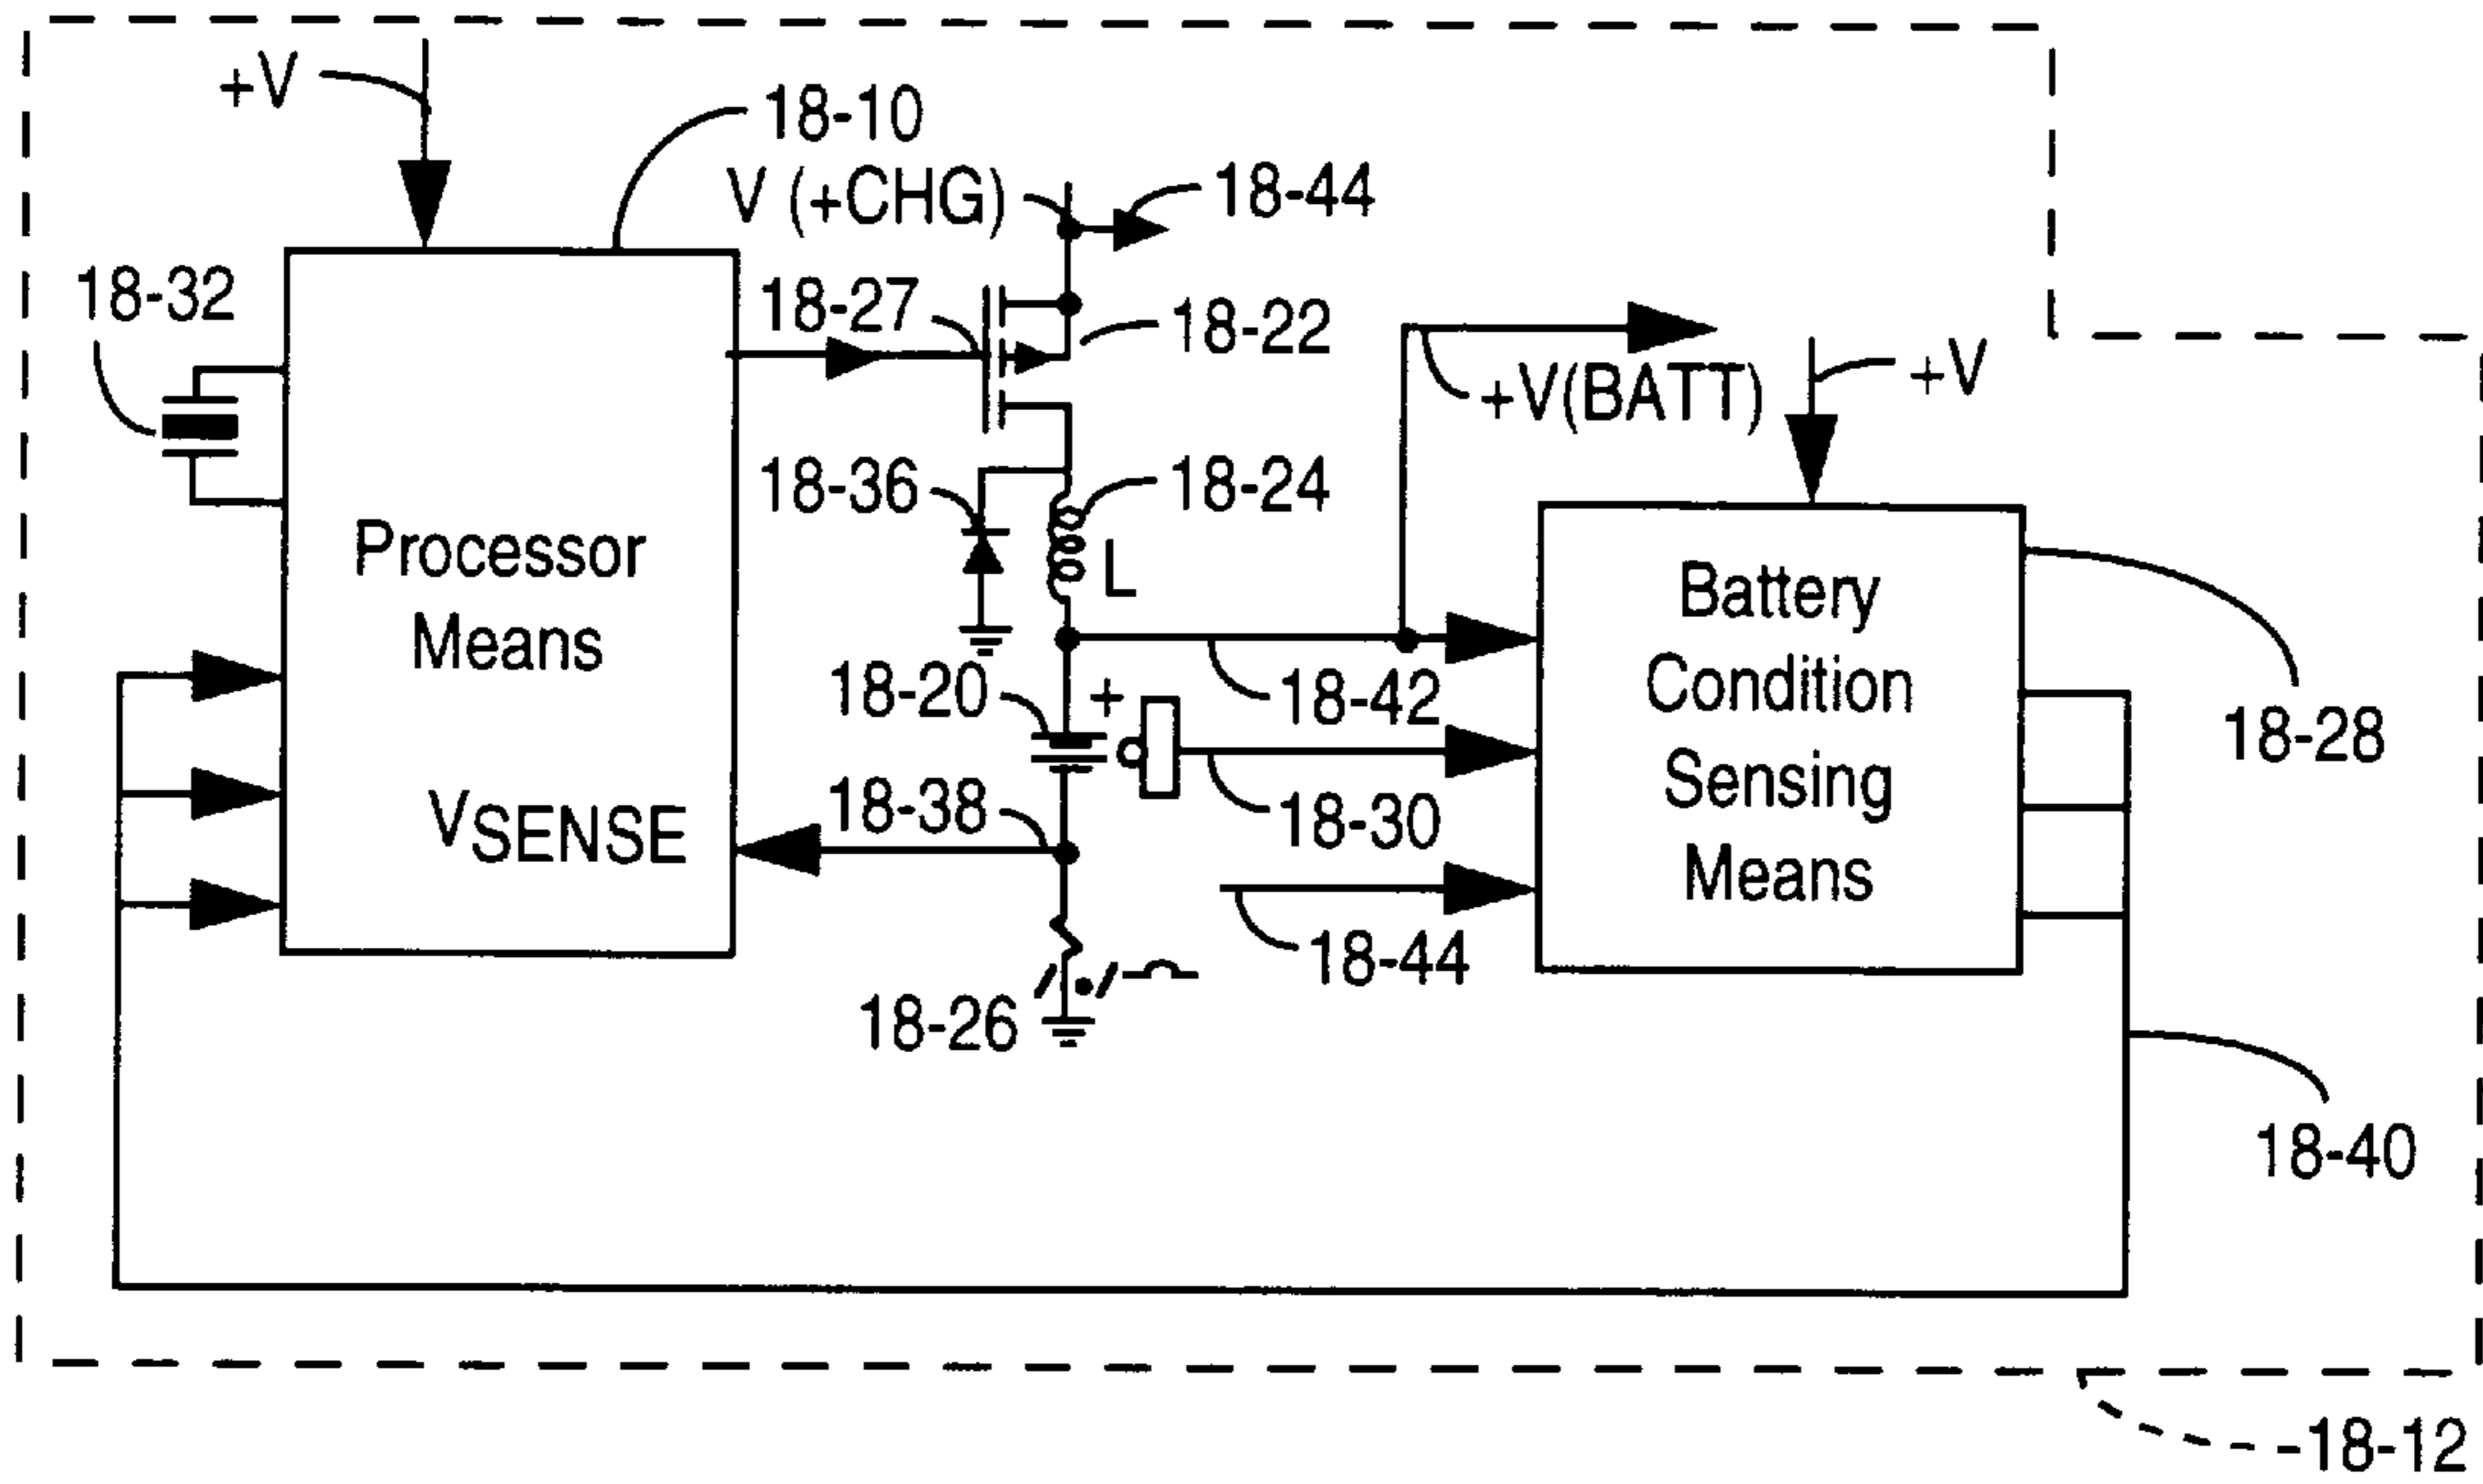 +V
18-10
V (+CHG)
18-44
18-32
18-27
18-22
+V(BATT)
+V
18-36
18-24
L
Processor
Means
VSENSE
Battery
Condition
Sensing
Means
18-20
+
18-42
18-28
18-38
18-30
18-44
18-26
18-40
18-12